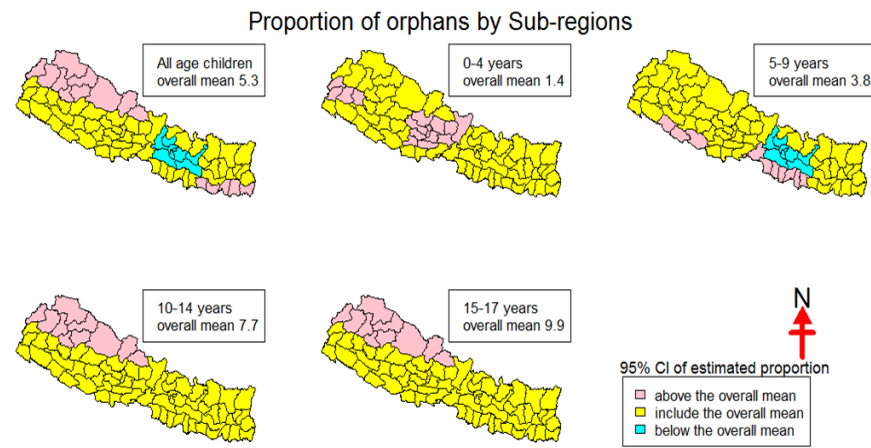 Proportion of orphans by Sub-regions
All age children
overall mean 5.3
0-4 years
overall mean 1.4
5-9 years
overall mean 3.8
10-14 years
overall mean 7.7
15-17 years
overall mean 9.9
N
95% CI of estimated proportion
above the overall mean
include the overall mean
below the overall mean